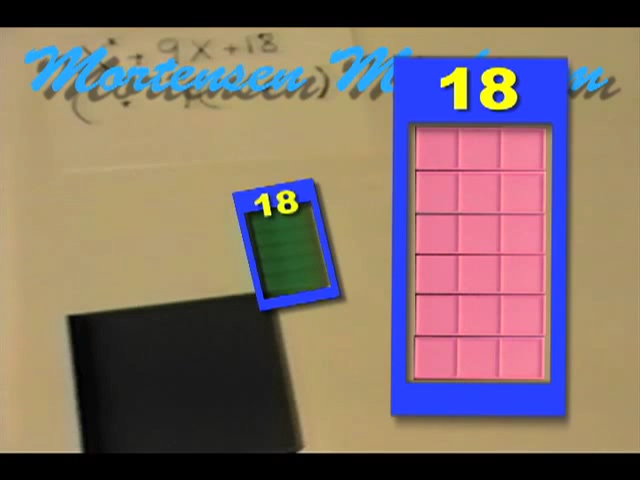 x² + 9x + 18
Mortensen M
18
18